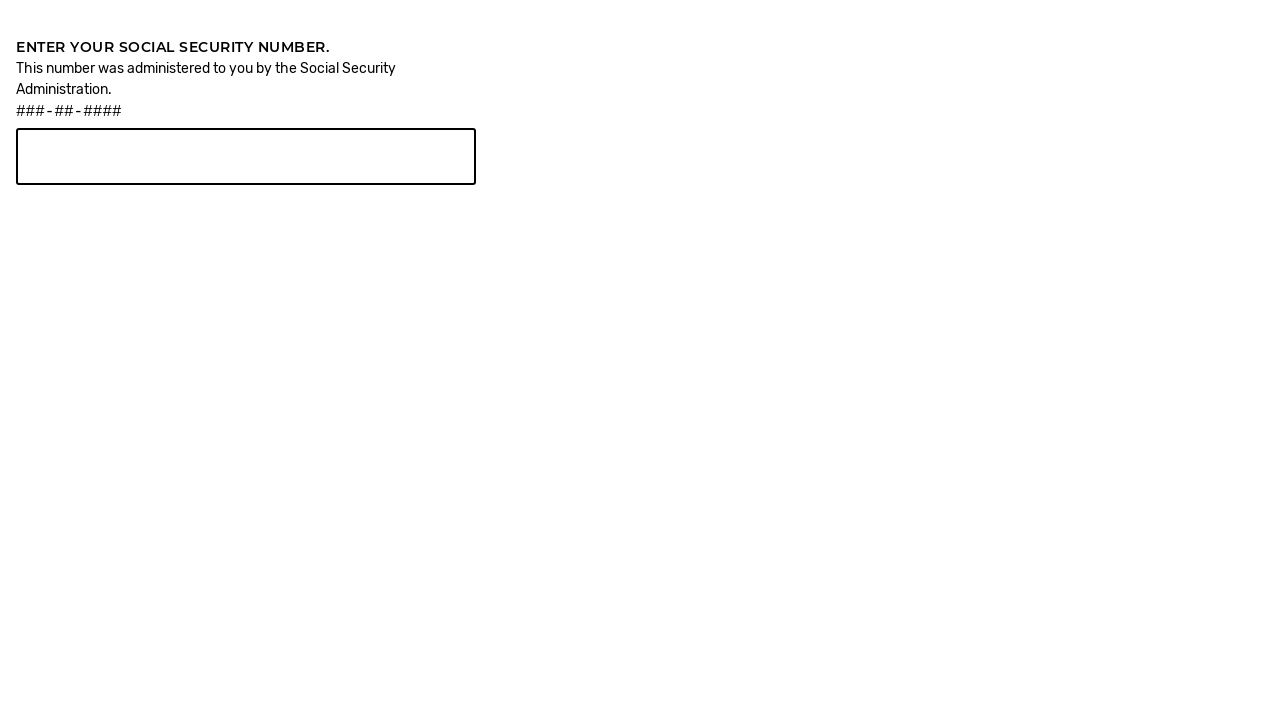 ENTER YOUR SOCIAL SECURITY NUMBER.
This number was administered to you by the Social Security
Administration.
###-##-####